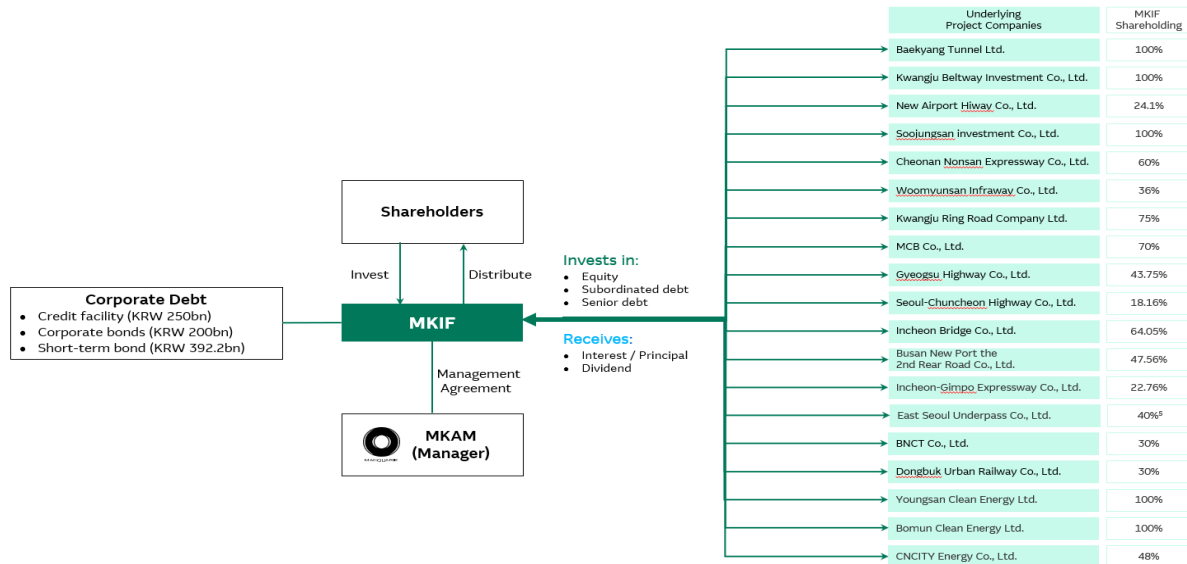 Underlying
Project Companies
MKIF
Shareholding
Baekyang Tunnel Ltd.
100%
Kwangju Beltway Investment Co., Ltd.
100%
New Airport Hiway Co., Ltd.
24.1%
Soojungsan investment Co., Ltd.
100%
Cheonan Nonsan Expressway Co., Ltd.
60%
Woomyunsan Infraway Co., Ltd.
36%
Kwangju Ring Road Company Ltd.
75%
MCB Co., Ltd.
70%
Gyeogsu Highway Co., Ltd.
43.75%
Seoul-Chuncheon Highway Co., Ltd.
18.16%
Incheon Bridge Co., Ltd.
64.05%
Busan New Port the
2nd Rear Road Co., Ltd.
47.56%
Incheon-Gimpo Expressway Co., Ltd.
22.76%
East Seoul Underpass Co., Ltd.
40%⁵
BNCT Co., Ltd.
30%
Dongbuk Urban Railway Co., Ltd.
30%
Youngsan Clean Energy Ltd.
100%
Bomun Clean Energy Ltd.
100%
CNCITY Energy Co., Ltd.
48%
Shareholders
Invest
Distribute
Invests in:
• Equity
• Subordinated debt
• Senior debt
Corporate Debt
• Credit facility (KRW 250bn)
• Corporate bonds (KRW 200bn)
• Short-term bond (KRW 392.2bn)
MKIF
Receives:
• Interest / Principal
• Dividend
Management
Agreement
MKAM
(Manager)